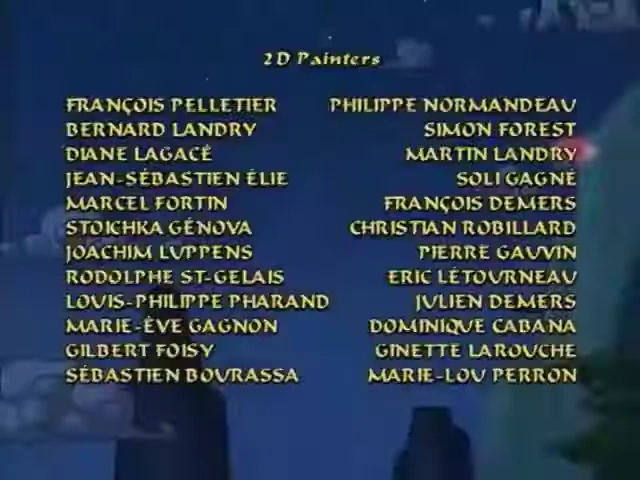 2D Painters
FRANÇOIS PELLETIER PHILIPPE NORMANDEAU
BERNARD LANDRY SIMON FOREST
DIANE LAGACÉ MARTIN LANDRY
JEAN-SÉBASTIEN ÉLIE SOLI GAGNÉ
MARCEL FORTIN FRANÇOIS DEMERS
STOICHKA GÉNOVA CHRISTIAN ROBILLARD
JOACHIM LUPPENS PIERRE GAUVIN
RODOLPHE ST-GELAIS ERIC LÉTOURNEAU
LOUIS-PHILIPPE PHARAND JULIEN DEMERS
MARIE-ÈVE GAGNON DOMINIQUE CABANA
GILBERT FOISY GINETTE LAROUCHE
SÉBASTIEN BOURASSA MARIE-LOU PERRON